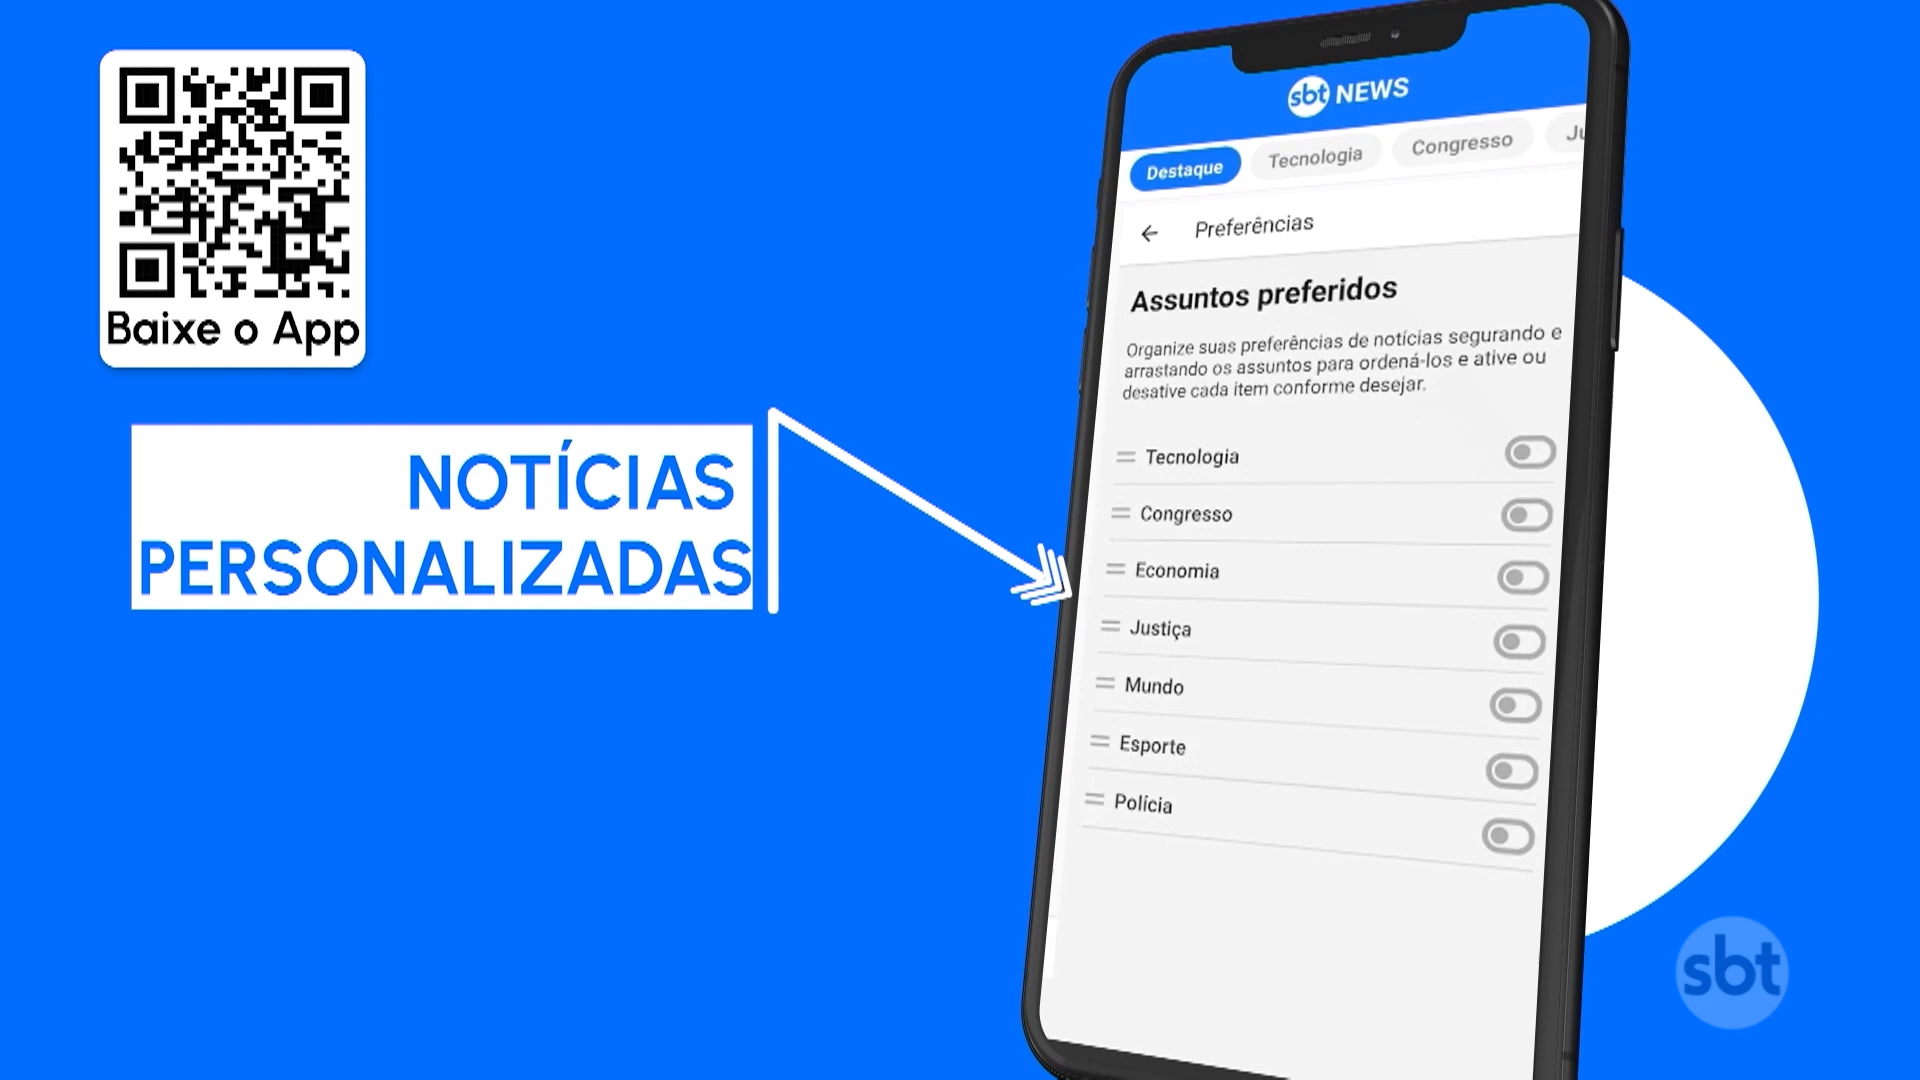 Baixe o App
NOTÍCIAS
PERSONALIZADAS
sbt NEWS
Destaque
Tecnologia
Congresso
Ju
Preferências
Assuntos preferidos
Organize suas preferências de notícias segurando e
arrastando os assuntos para ordená-los e ative ou
desative cada item conforme desejar.
Tecnologia
Congresso
Economia
Justiça
Mundo
Esporte
Polícia
sbt